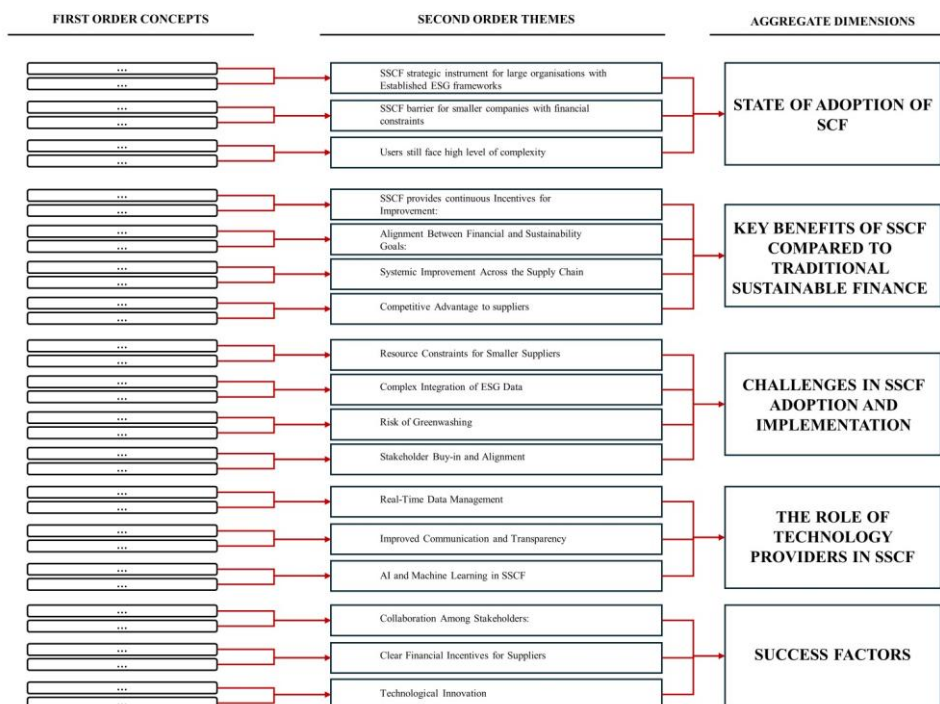 FIRST ORDER CONCEPTS
SECOND ORDER THEMES
AGGREGATE DIMENSIONS
...
...
SSCF strategic instrument for large organisations with
Established ESG frameworks
...
...
SSCF barrier for smaller companies with financial
constraints
...
...
Users still face high level of complexity
STATE OF ADOPTION OF
SCF
...
...
SSCF provides continuous Incentives for
Improvement:
...
...
Alignment Between Financial and Sustainability
Goals:
...
...
Systemic Improvement Across the Supply Chain
...
...
Competitive Advantage to suppliers
KEY BENEFITS OF SSCF
COMPARED TO
TRADITIONAL
SUSTAINABLE FINANCE
...
...
Resource Constraints for Smaller Suppliers
...
...
Complex Integration of ESG Data
...
...
Risk of Greenwashing
...
...
Stakeholder Buy-in and Alignment
CHALLENGES IN SSCF
ADOPTION AND
IMPLEMENTATION
...
...
Real-Time Data Management
...
...
Improved Communication and Transparency
...
...
AI and Machine Learning in SSCF
THE ROLE OF
TECHNOLOGY
PROVIDERS IN SSCF
...
...
Collaboration Among Stakeholders:
...
...
Clear Financial Incentives for Suppliers
...
...
Technological Innovation
SUCCESS FACTORS